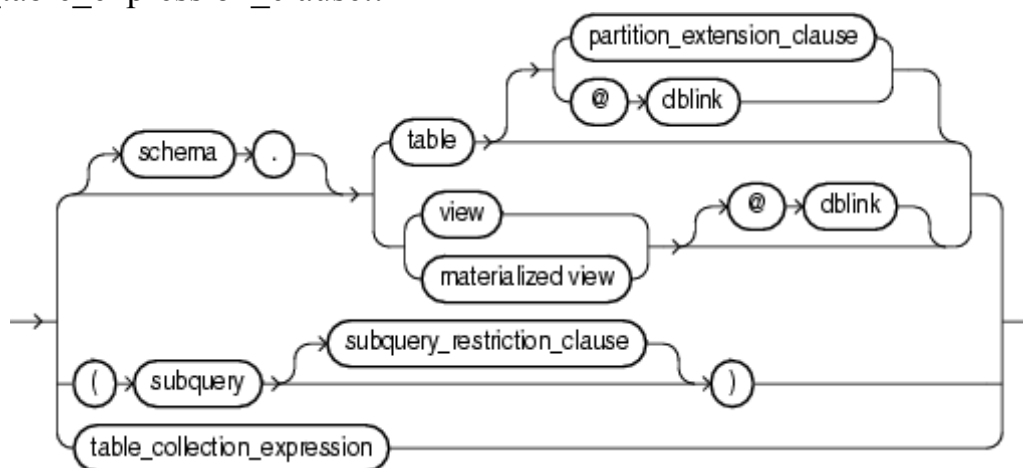 table_expression_clause::
partition_extension_clause
@ dblink
table
schema .
view
@ dblink
materialized view
subquery_restriction_clause
( subquery )
table_collection_expression